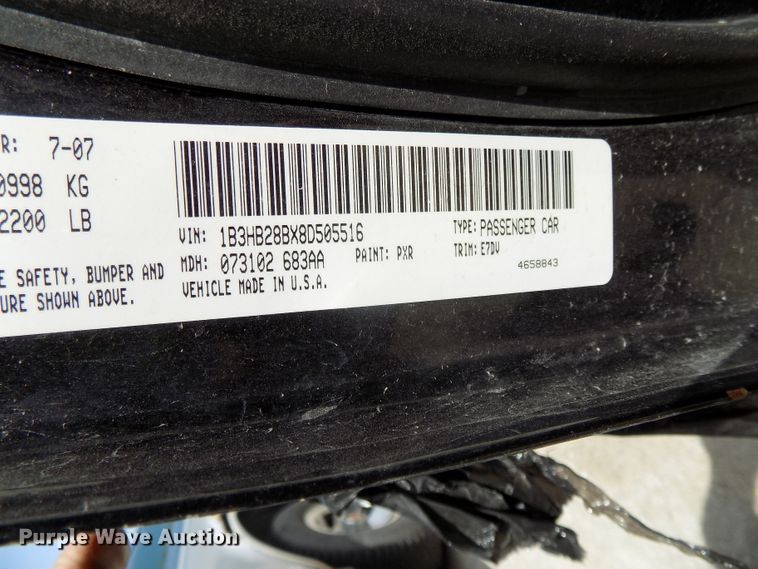 R: 7-07
0998 KG
2200 LB
E SAFETY, BUMPER AND
URE SHOWN ABOVE.
VIN: 1B3HB28BX8D505516
TYPE: PASSENGER CAR
MDH: 073102 683AA
PAINT: PXR
TRIM: E7DV
VEHICLE MADE IN U.S.A.
4658843
Purple Wave Auction